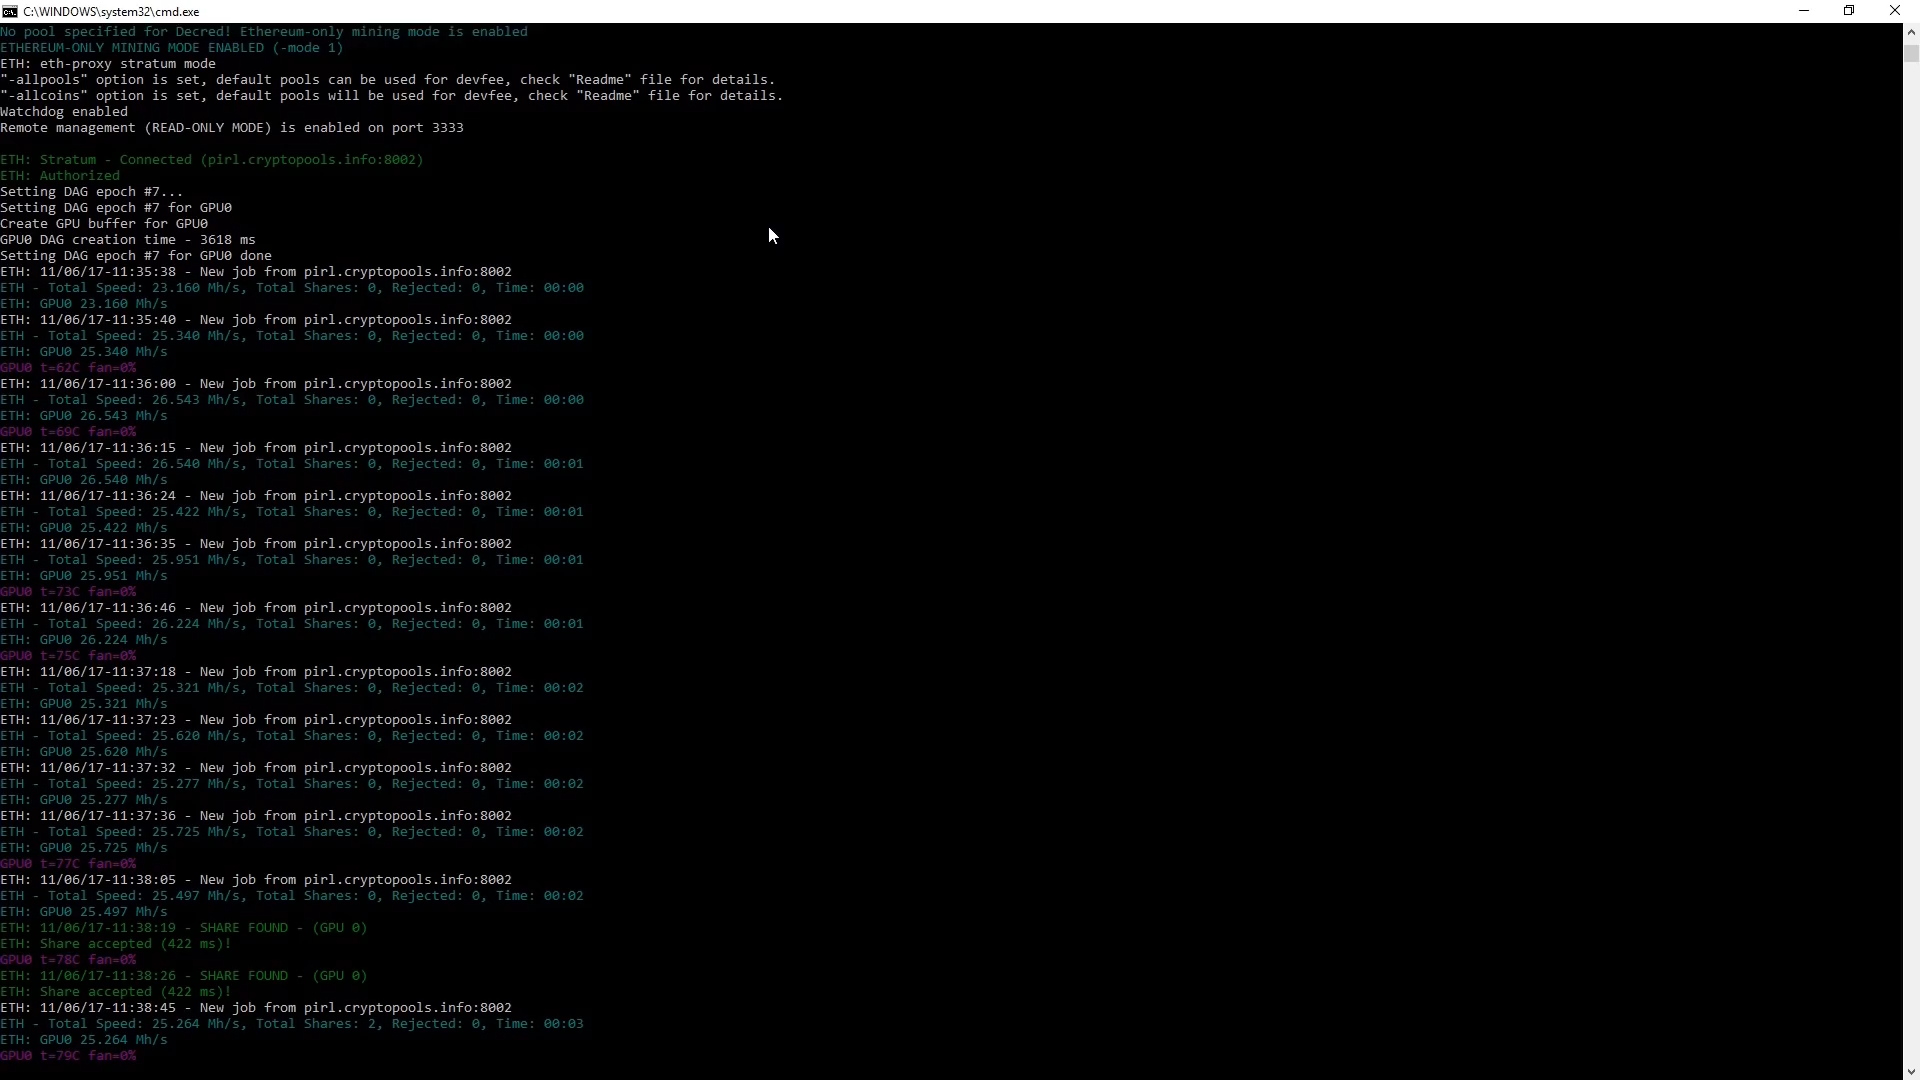 C:\WINDOWS\system32\cmd.exe
No pool specified for Decred! Ethereum-only mining mode is enabled
ETHEREUM-ONLY MINING MODE ENABLED (-mode 1)
ETH: eth-proxy stratum mode
"-allpools" option is set, default pools can be used for devfee, check "Readme" file for details.
"-allcoins" option is set, default pools will be used for devfee, check "Readme" file for details.
Watchdog enabled
Remote management (READ-ONLY MODE) is enabled on port 3333
ETH: Stratum - Connected (pirl.cryptopools.info:8002)
ETH: Authorized
Setting DAG epoch #7...
Setting DAG epoch #7 for GPU0
Create GPU buffer for GPU0
GPU0 DAG creation time - 3618 ms
Setting DAG epoch #7 for GPU0 done
ETH: 11/06/17-11:35:38 - New job from pirl.cryptopools.info:8002
ETH - Total Speed: 23.160 Mh/s, Total Shares: 0, Rejected: 0, Time: 00:00
ETH: GPU0 23.160 Mh/s
ETH: 11/06/17-11:35:40 - New job from pirl.cryptopools.info:8002
ETH - Total Speed: 25.340 Mh/s, Total Shares: 0, Rejected: 0, Time: 00:00
ETH: GPU0 25.340 Mh/s
GPU0 t=62C fan=0%
ETH: 11/06/17-11:36:00 - New job from pirl.cryptopools.info:8002
ETH - Total Speed: 26.543 Mh/s, Total Shares: 0, Rejected: 0, Time: 00:00
ETH: GPU0 26.543 Mh/s
GPU0 t=69C fan=0%
ETH: 11/06/17-11:36:15 - New job from pirl.cryptopools.info:8002
ETH - Total Speed: 26.540 Mh/s, Total Shares: 0, Rejected: 0, Time: 00:01
ETH: GPU0 26.540 Mh/s
ETH: 11/06/17-11:36:24 - New job from pirl.cryptopools.info:8002
ETH - Total Speed: 25.422 Mh/s, Total Shares: 0, Rejected: 0, Time: 00:01
ETH: GPU0 25.422 Mh/s
ETH: 11/06/17-11:36:35 - New job from pirl.cryptopools.info:8002
ETH - Total Speed: 25.951 Mh/s, Total Shares: 0, Rejected: 0, Time: 00:01
ETH: GPU0 25.951 Mh/s
GPU0 t=73C fan=0%
ETH: 11/06/17-11:36:46 - New job from pirl.cryptopools.info:8002
ETH - Total Speed: 26.224 Mh/s, Total Shares: 0, Rejected: 0, Time: 00:01
ETH: GPU0 26.224 Mh/s
GPU0 t=75C fan=0%
ETH: 11/06/17-11:37:18 - New job from pirl.cryptopools.info:8002
ETH - Total Speed: 25.321 Mh/s, Total Shares: 0, Rejected: 0, Time: 00:02
ETH: GPU0 25.321 Mh/s
ETH: 11/06/17-11:37:23 - New job from pirl.cryptopools.info:8002
ETH - Total Speed: 25.620 Mh/s, Total Shares: 0, Rejected: 0, Time: 00:02
ETH: GPU0 25.620 Mh/s
ETH: 11/06/17-11:37:32 - New job from pirl.cryptopools.info:8002
ETH - Total Speed: 25.277 Mh/s, Total Shares: 0, Rejected: 0, Time: 00:02
ETH: GPU0 25.277 Mh/s
ETH: 11/06/17-11:37:36 - New job from pirl.cryptopools.info:8002
ETH - Total Speed: 25.725 Mh/s, Total Shares: 0, Rejected: 0, Time: 00:02
ETH: GPU0 25.725 Mh/s
GPU0 t=77C fan=0%
ETH: 11/06/17-11:38:05 - New job from pirl.cryptopools.info:8002
ETH - Total Speed: 25.497 Mh/s, Total Shares: 0, Rejected: 0, Time: 00:02
ETH: GPU0 25.497 Mh/s
ETH: 11/06/17-11:38:19 - SHARE FOUND - (GPU 0)
ETH: Share accepted (422 ms)!
GPU0 t=78C fan=0%
ETH: 11/06/17-11:38:26 - SHARE FOUND - (GPU 0)
ETH: Share accepted (422 ms)!
ETH: 11/06/17-11:38:45 - New job from pirl.cryptopools.info:8002
ETH - Total Speed: 25.264 Mh/s, Total Shares: 2, Rejected: 0, Time: 00:03
ETH: GPU0 25.264 Mh/s
GPU0 t=79C fan=0%